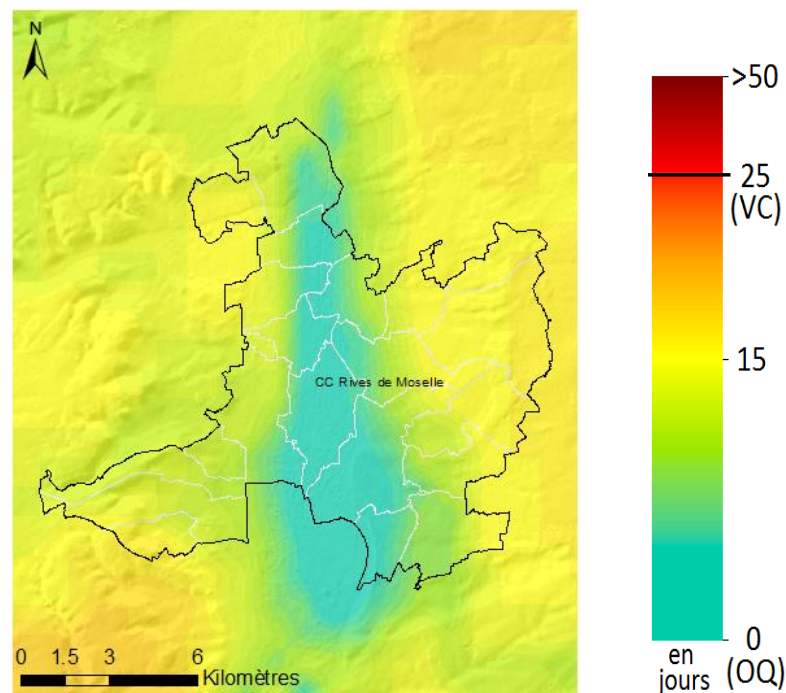 N
CC Rives de Moselle
0 1.5 3 6
Kilomètres
>50
25
(VC)
15
0
(OQ)
en
jours